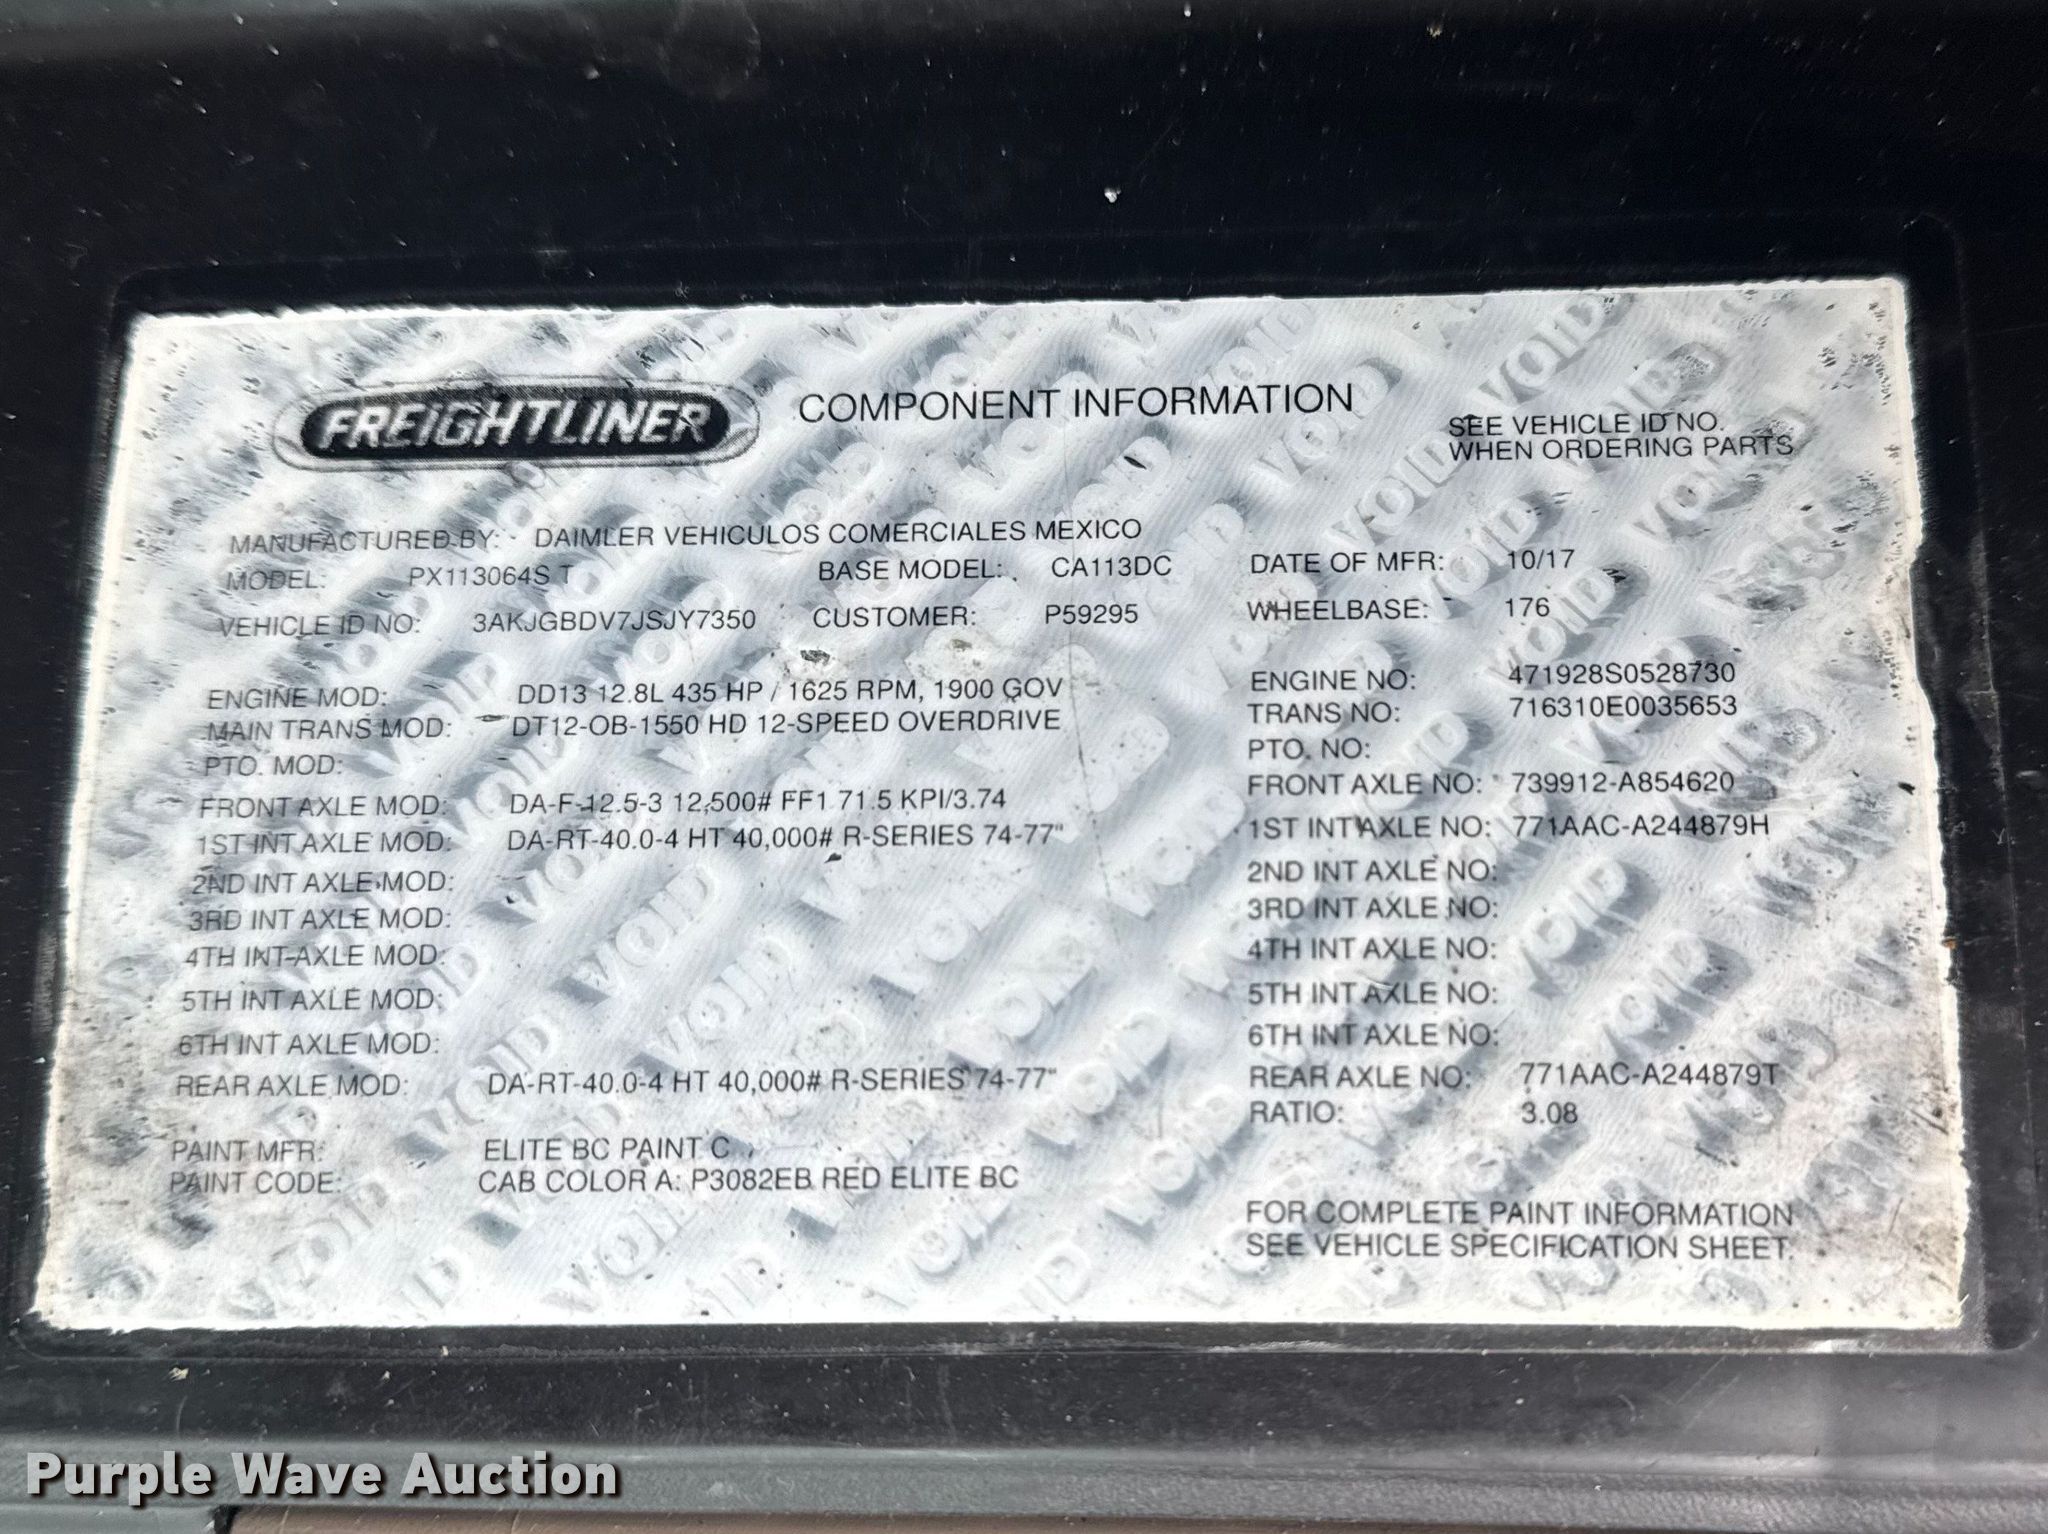 FREIGHTLINER COMPONENT INFORMATION
SEE VEHICLE ID NO.
WHEN ORDERING PARTS
MANUFACTURED BY: DAIMLER VEHICULOS COMERCIALES MEXICO
MODEL: PX113064S T BASE MODEL: CA113DC DATE OF MFR: 10/17
VEHICLE ID NO: 3AKJGBDV7JSJY7350 CUSTOMER: P59295 WHEELBASE: 176
ENGINE MOD: DD13 12.8L 435 HP / 1625 RPM, 1900 GOV ENGINE NO: 471928S0528730
MAIN TRANS MOD: DT12-OB-1550 HD 12-SPEED OVERDRIVE TRANS NO: 716310E0035653
PTO. MOD: PTO. NO:
FRONT AXLE MOD: DA-F-12.5-3 12,500# FF1 71.5 KPI/3.74 FRONT AXLE NO: 739912-A854620
1ST INT AXLE MOD: DA-RT-40.0-4 HT 40,000# R-SERIES 74-77" 1ST INT AXLE NO: 771AAC-A244879H
2ND INT AXLE MOD: 2ND INT AXLE NO:
3RD INT AXLE MOD: 3RD INT AXLE NO:
4TH INT AXLE MOD: 4TH INT AXLE NO:
5TH INT AXLE MOD: 5TH INT AXLE NO:
6TH INT AXLE MOD: 6TH INT AXLE NO:
REAR AXLE MOD: DA-RT-40.0-4 HT 40,000# R-SERIES 74-77" REAR AXLE NO: 771AAC-A244879T
RATIO: 3.08
PAINT MFR: ELITE BC PAINT C
PAINT CODE: CAB COLOR A: P3082EB RED ELITE BC
FOR COMPLETE PAINT INFORMATION
SEE VEHICLE SPECIFICATION SHEET.
Purple Wave Auction